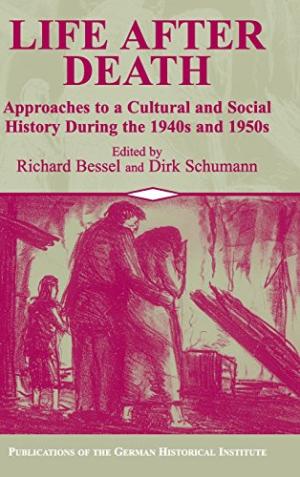 LIFE AFTER
DEATH
Approaches to a Cultural and Social
History During the 1940s and 1950s
Edited by
Richard Bessel and Dirk Schumann
PUBLICATIONS OF THE GERMAN HISTORICAL INSTITUTE